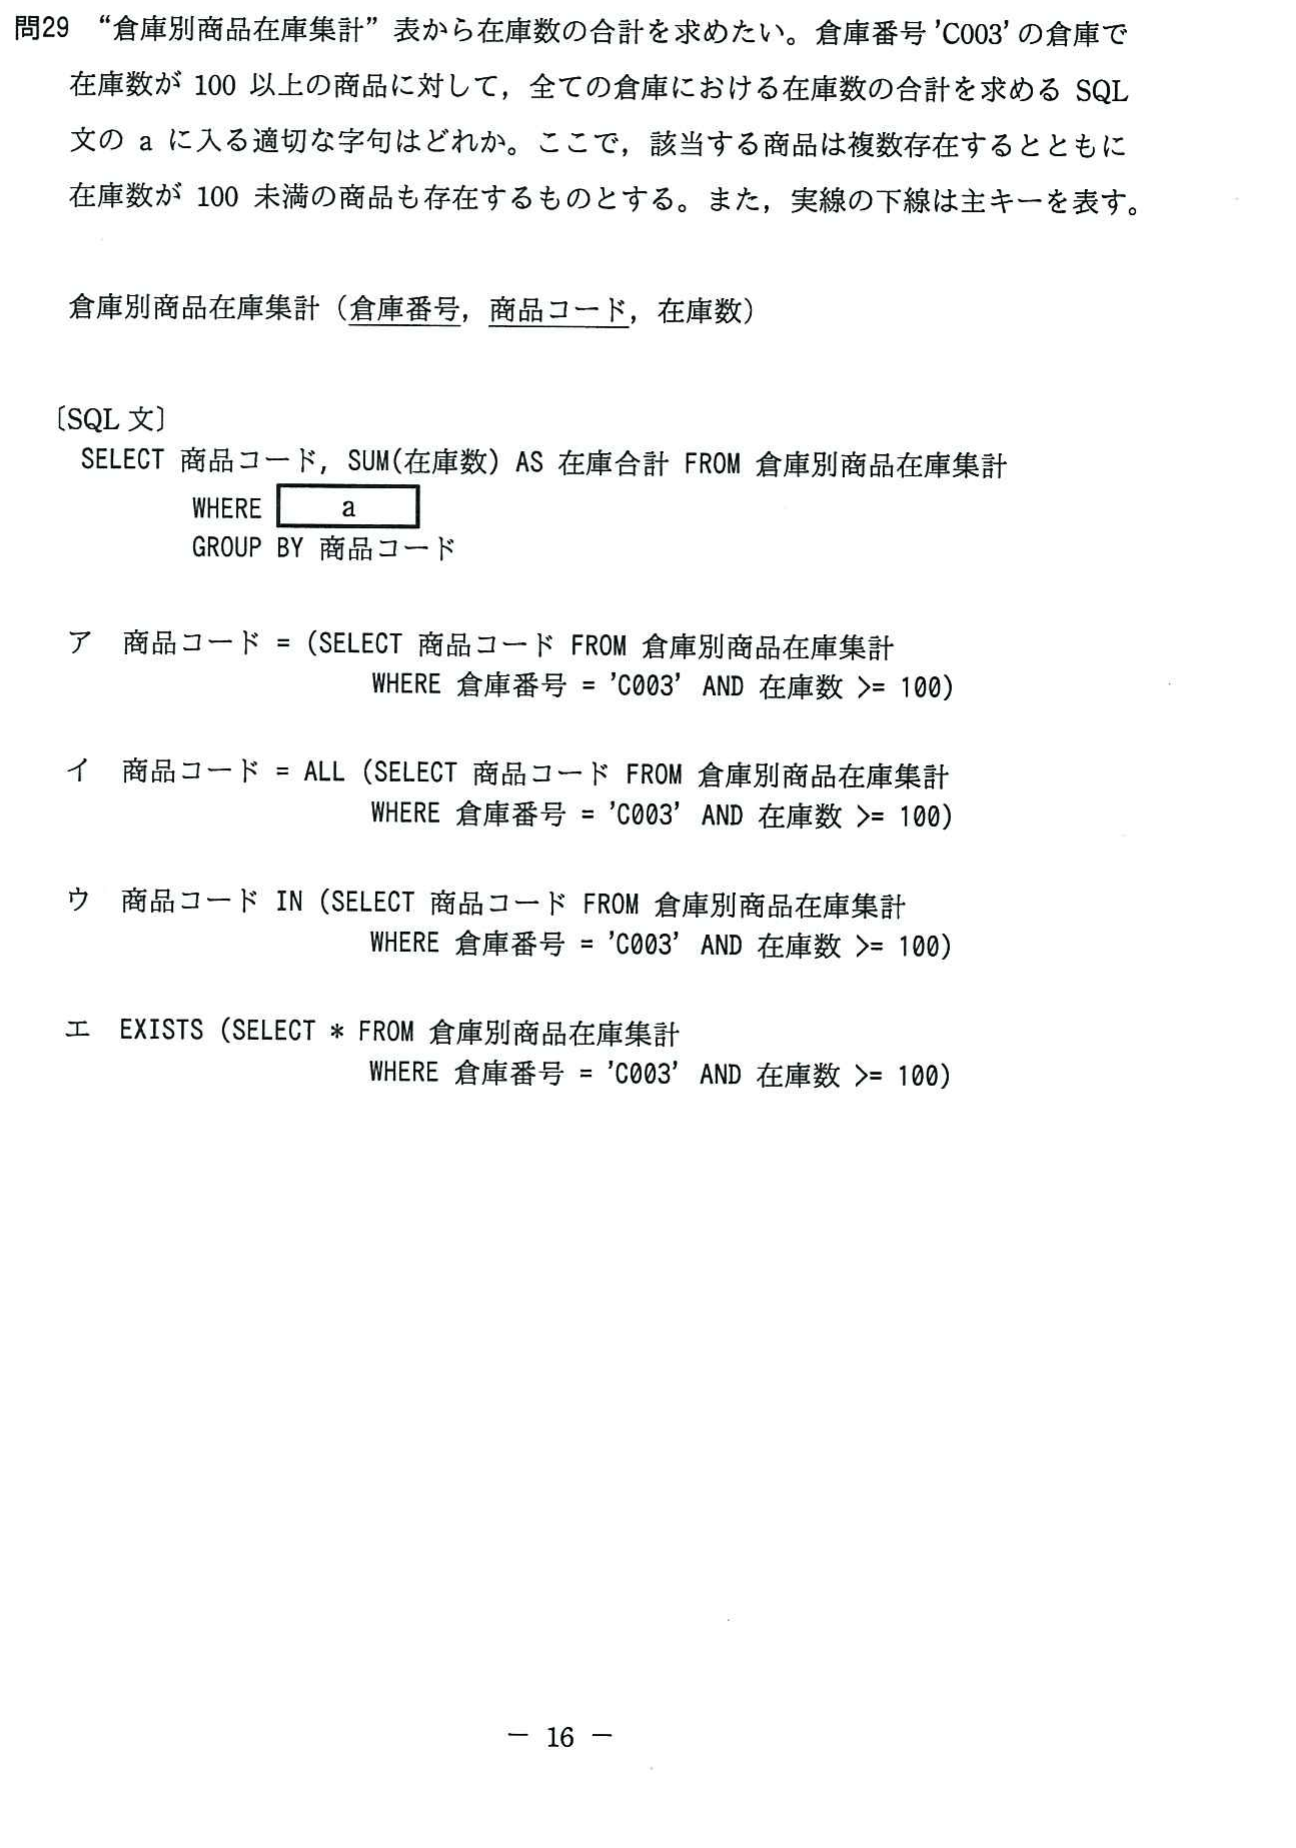 問29 “倉庫別商品在庫集計”表から在庫数の合計を求めたい。倉庫番号'C003'の倉庫で
在庫数が 100 以上の商品に対して，全ての倉庫における在庫数の合計を求める SQL
文の a に入る適切な字句はどれか。ここで，該当する商品は複数存在するとともに
在庫数が 100 未満の商品も存在するものとする。また，実線の下線は主キーを表す。
倉庫別商品在庫集計（倉庫番号，商品コード，在庫数）
〔SQL 文〕
SELECT 商品コード, SUM(在庫数) AS 在庫合計 FROM 倉庫別商品在庫集計
WHERE a
GROUP BY 商品コード
ア 商品コード = (SELECT 商品コード FROM 倉庫別商品在庫集計
WHERE 倉庫番号 = 'C003' AND 在庫数 >= 100)
イ 商品コード = ALL (SELECT 商品コード FROM 倉庫別商品在庫集計
WHERE 倉庫番号 = 'C003' AND 在庫数 >= 100)
ウ 商品コード IN (SELECT 商品コード FROM 倉庫別商品在庫集計
WHERE 倉庫番号 = 'C003' AND 在庫数 >= 100)
エ EXISTS (SELECT * FROM 倉庫別商品在庫集計
WHERE 倉庫番号 = 'C003' AND 在庫数 >= 100)
－ 16 －